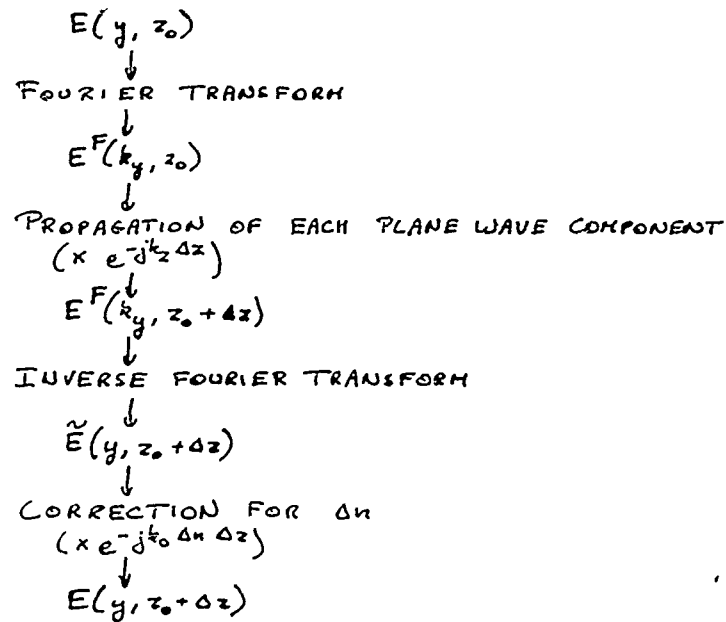 E(y, z₀)
↓
FOURIER TRANSFORM
↓
E^F(k_y, z₀)
↓
PROPAGATION OF EACH PLANE WAVE COMPONENT
(x e^{-jk_z Δz})
↓
E^F(k_y, z₀ + Δz)
↓
INVERSE FOURIER TRANSFORM
↓
Ẽ(y, z₀ + Δz)
↓
CORRECTION FOR Δn
(x e^{-jk₀ Δn Δz})
↓
E(y, z₀ + Δz)